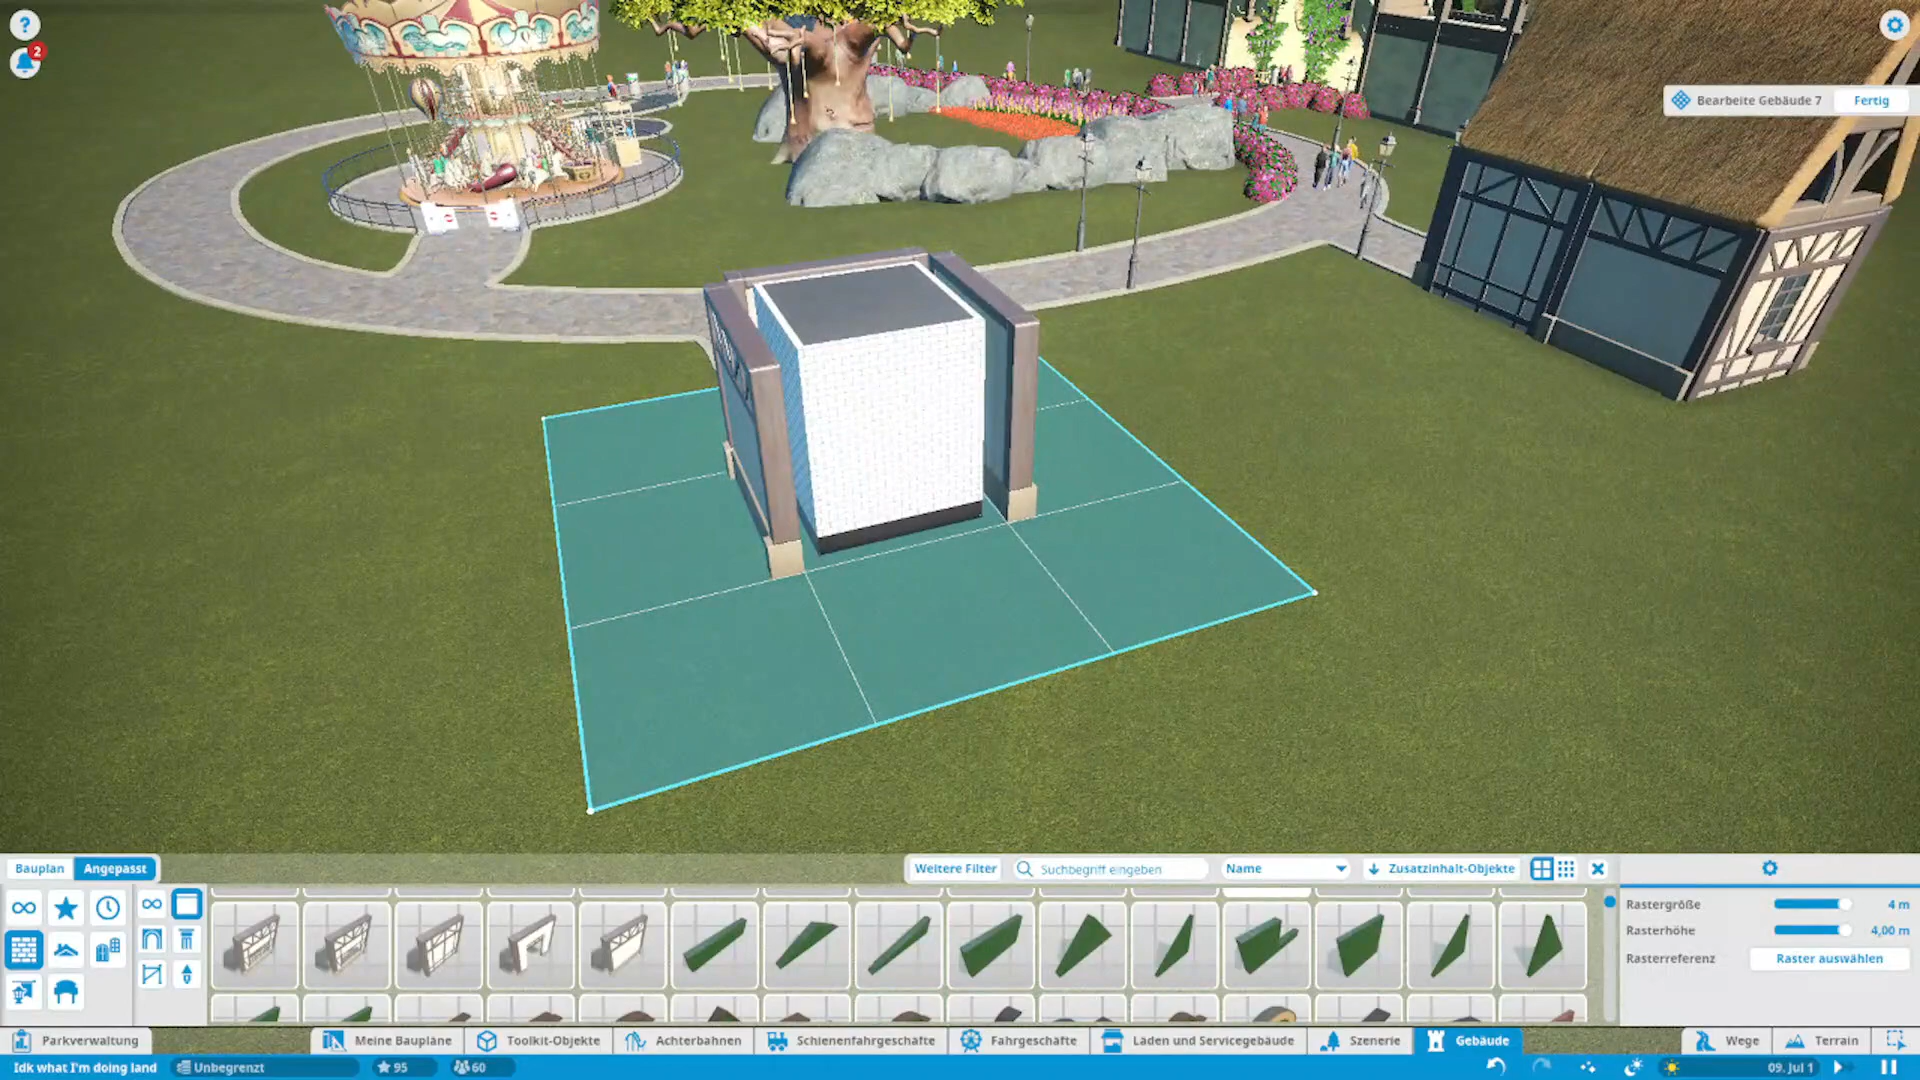 ?
2
Bearbeite Gebäude 7
Fertig
Bauplan
Angepasst
Weitere Filter
Suchbegriff eingeben
Name
Zusatzinhalt-Objekte
Rastergröße
4 m
Rasterhöhe
4,00 m
Rasterreferenz
Raster auswählen
Parkverwaltung
Meine Baupläne
Toolkit-Objekte
Achterbahnen
Schienenfahrgeschäfte
Fahrgeschäfte
Läden und Servicegebäude
Szenerie
Gebäude
Wege
Terrain
Idk what I'm doing land
Unbegrenzt
95
60
09. Jul 1